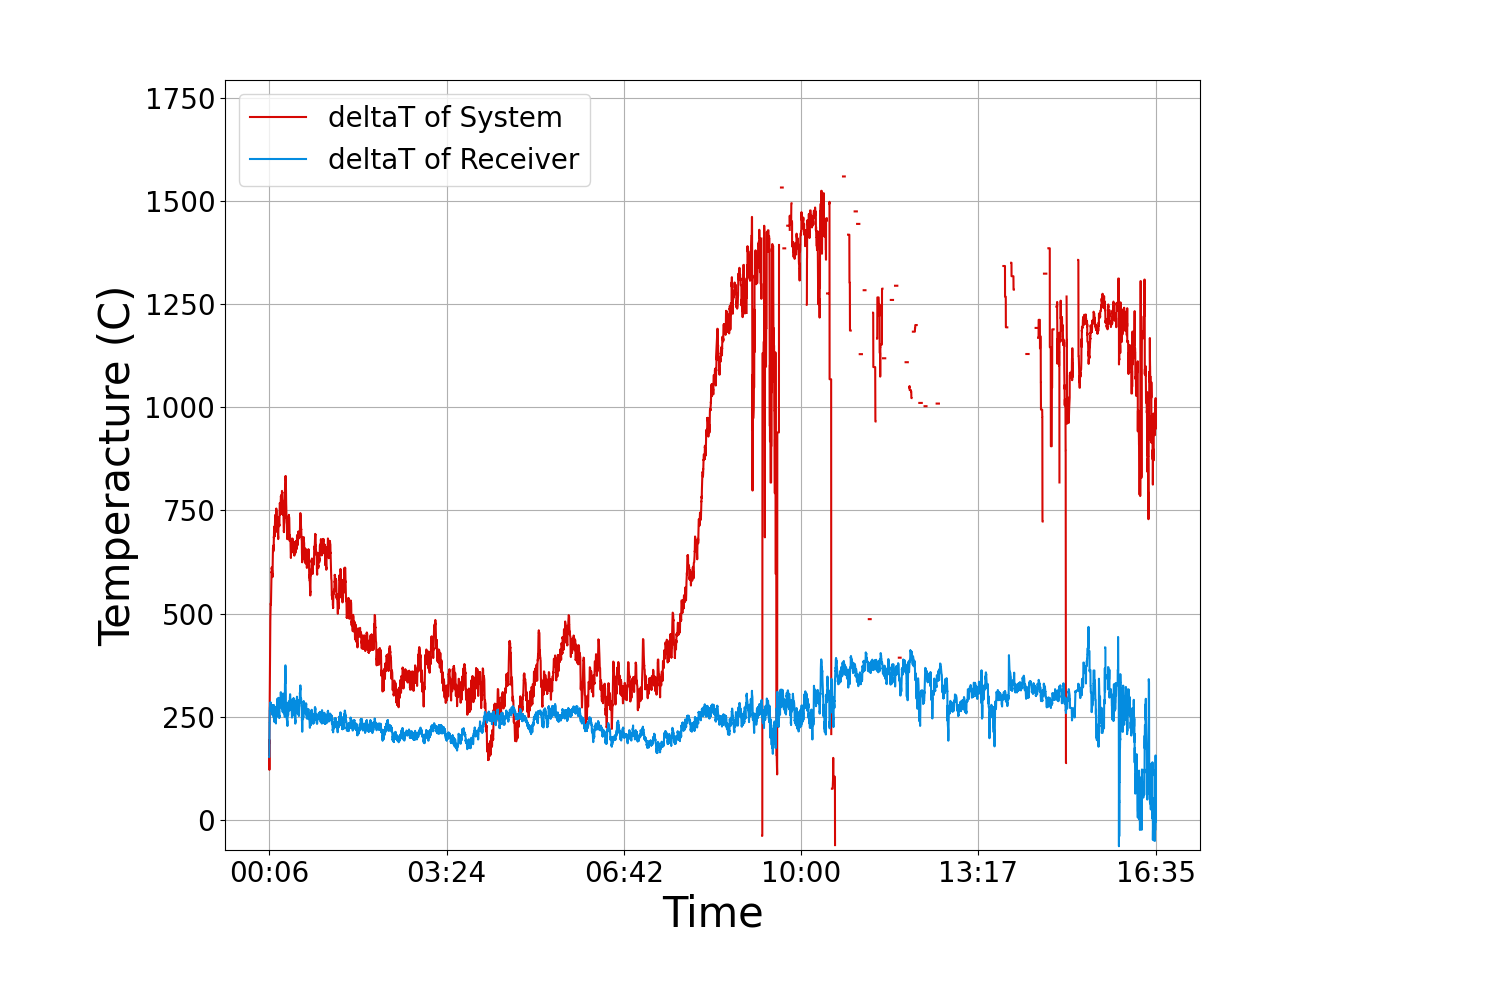 deltaT of System
deltaT of Receiver
1750
1500
1250
1000
750
500
250
0
Temperacture (C)
00:06 03:24 06:42 10:00 13:17 16:35
Time